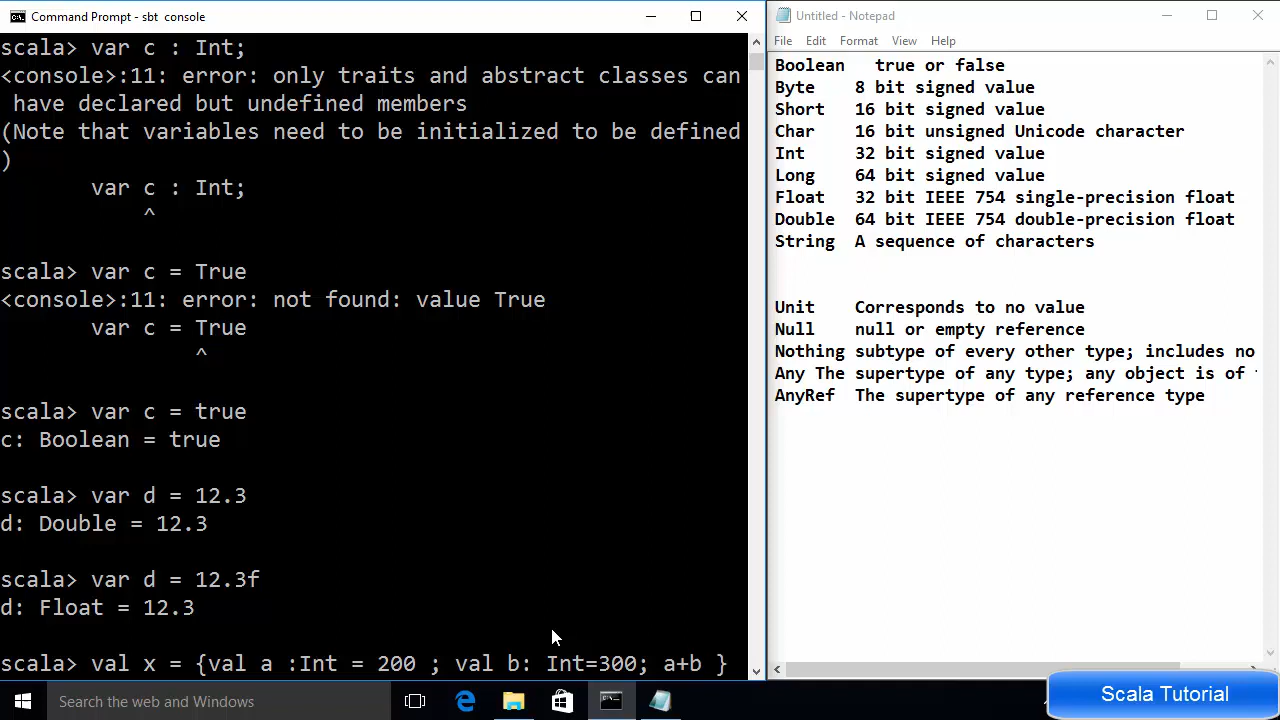 Command Prompt - sbt console
scala> var c : Int;
<console>:11: error: only traits and abstract classes can
 have declared but undefined members
(Note that variables need to be initialized to be defined
)
       var c : Int;
           ^
scala> var c = True
<console>:11: error: not found: value True
       var c = True
               ^
scala> var c = true
c: Boolean = true
scala> var d = 12.3
d: Double = 12.3
scala> var d = 12.3f
d: Float = 12.3
scala> val x = {val a :Int = 200 ; val b: Int=300; a+b }
Untitled - Notepad
File Edit Format View Help
Boolean   true or false
Byte    8 bit signed value
Short   16 bit signed value
Char    16 bit unsigned Unicode character
Int     32 bit signed value
Long    64 bit signed value
Float   32 bit IEEE 754 single-precision float
Double  64 bit IEEE 754 double-precision float
String  A sequence of characters
Unit    Corresponds to no value
Null    null or empty reference
Nothing subtype of every other type; includes no
Any The supertype of any type; any object is of
AnyRef  The supertype of any reference type
Search the web and Windows
Scala Tutorial